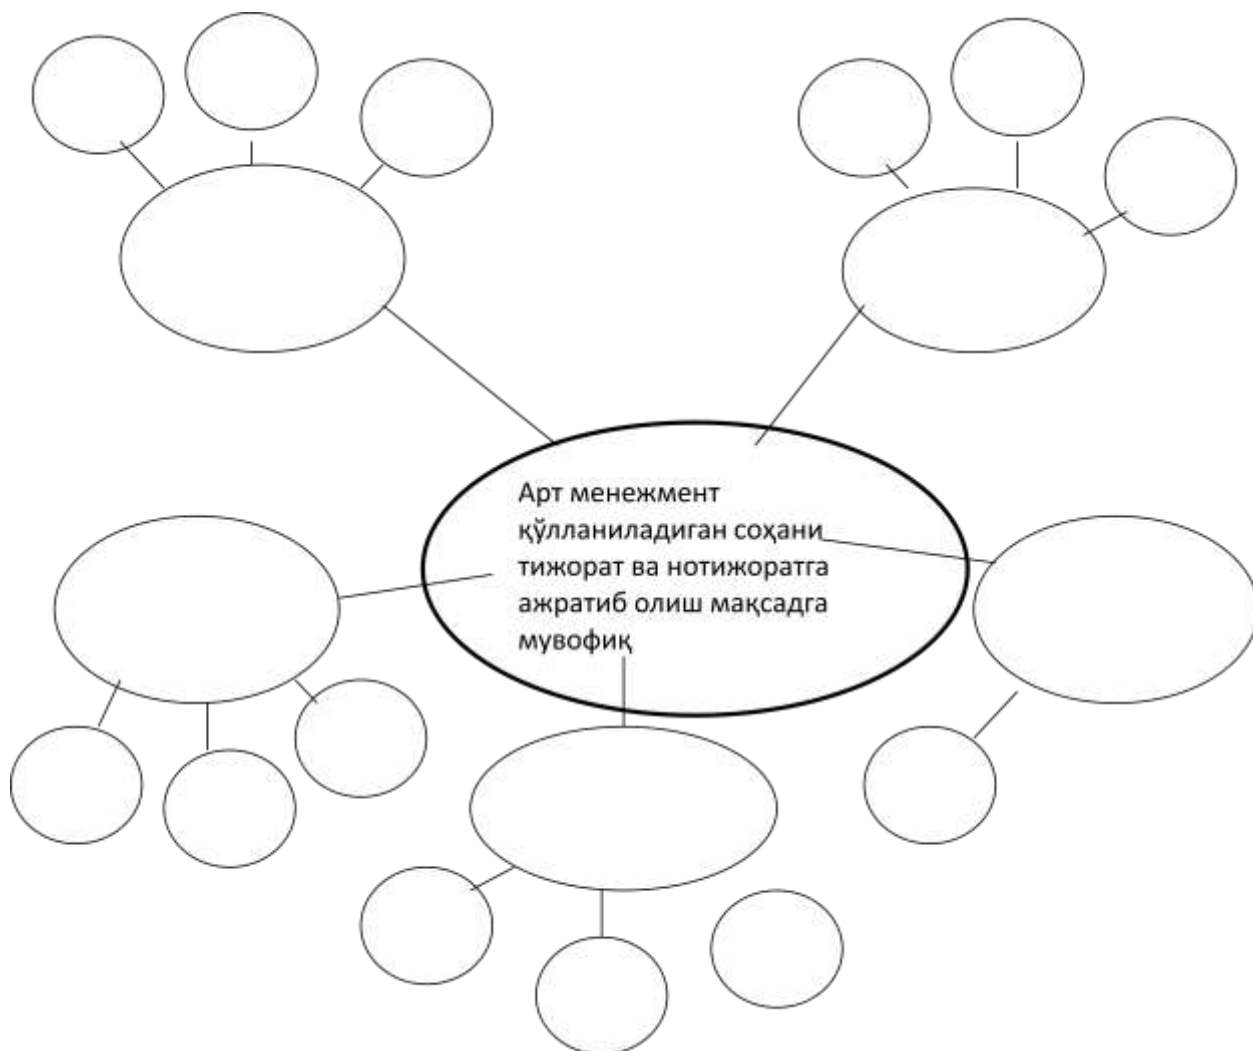 Арт менежмент
қўлланиладиган соҳани
тижорат ва нотижоратга
ажратиб олиш мақсадга
мувофиқ